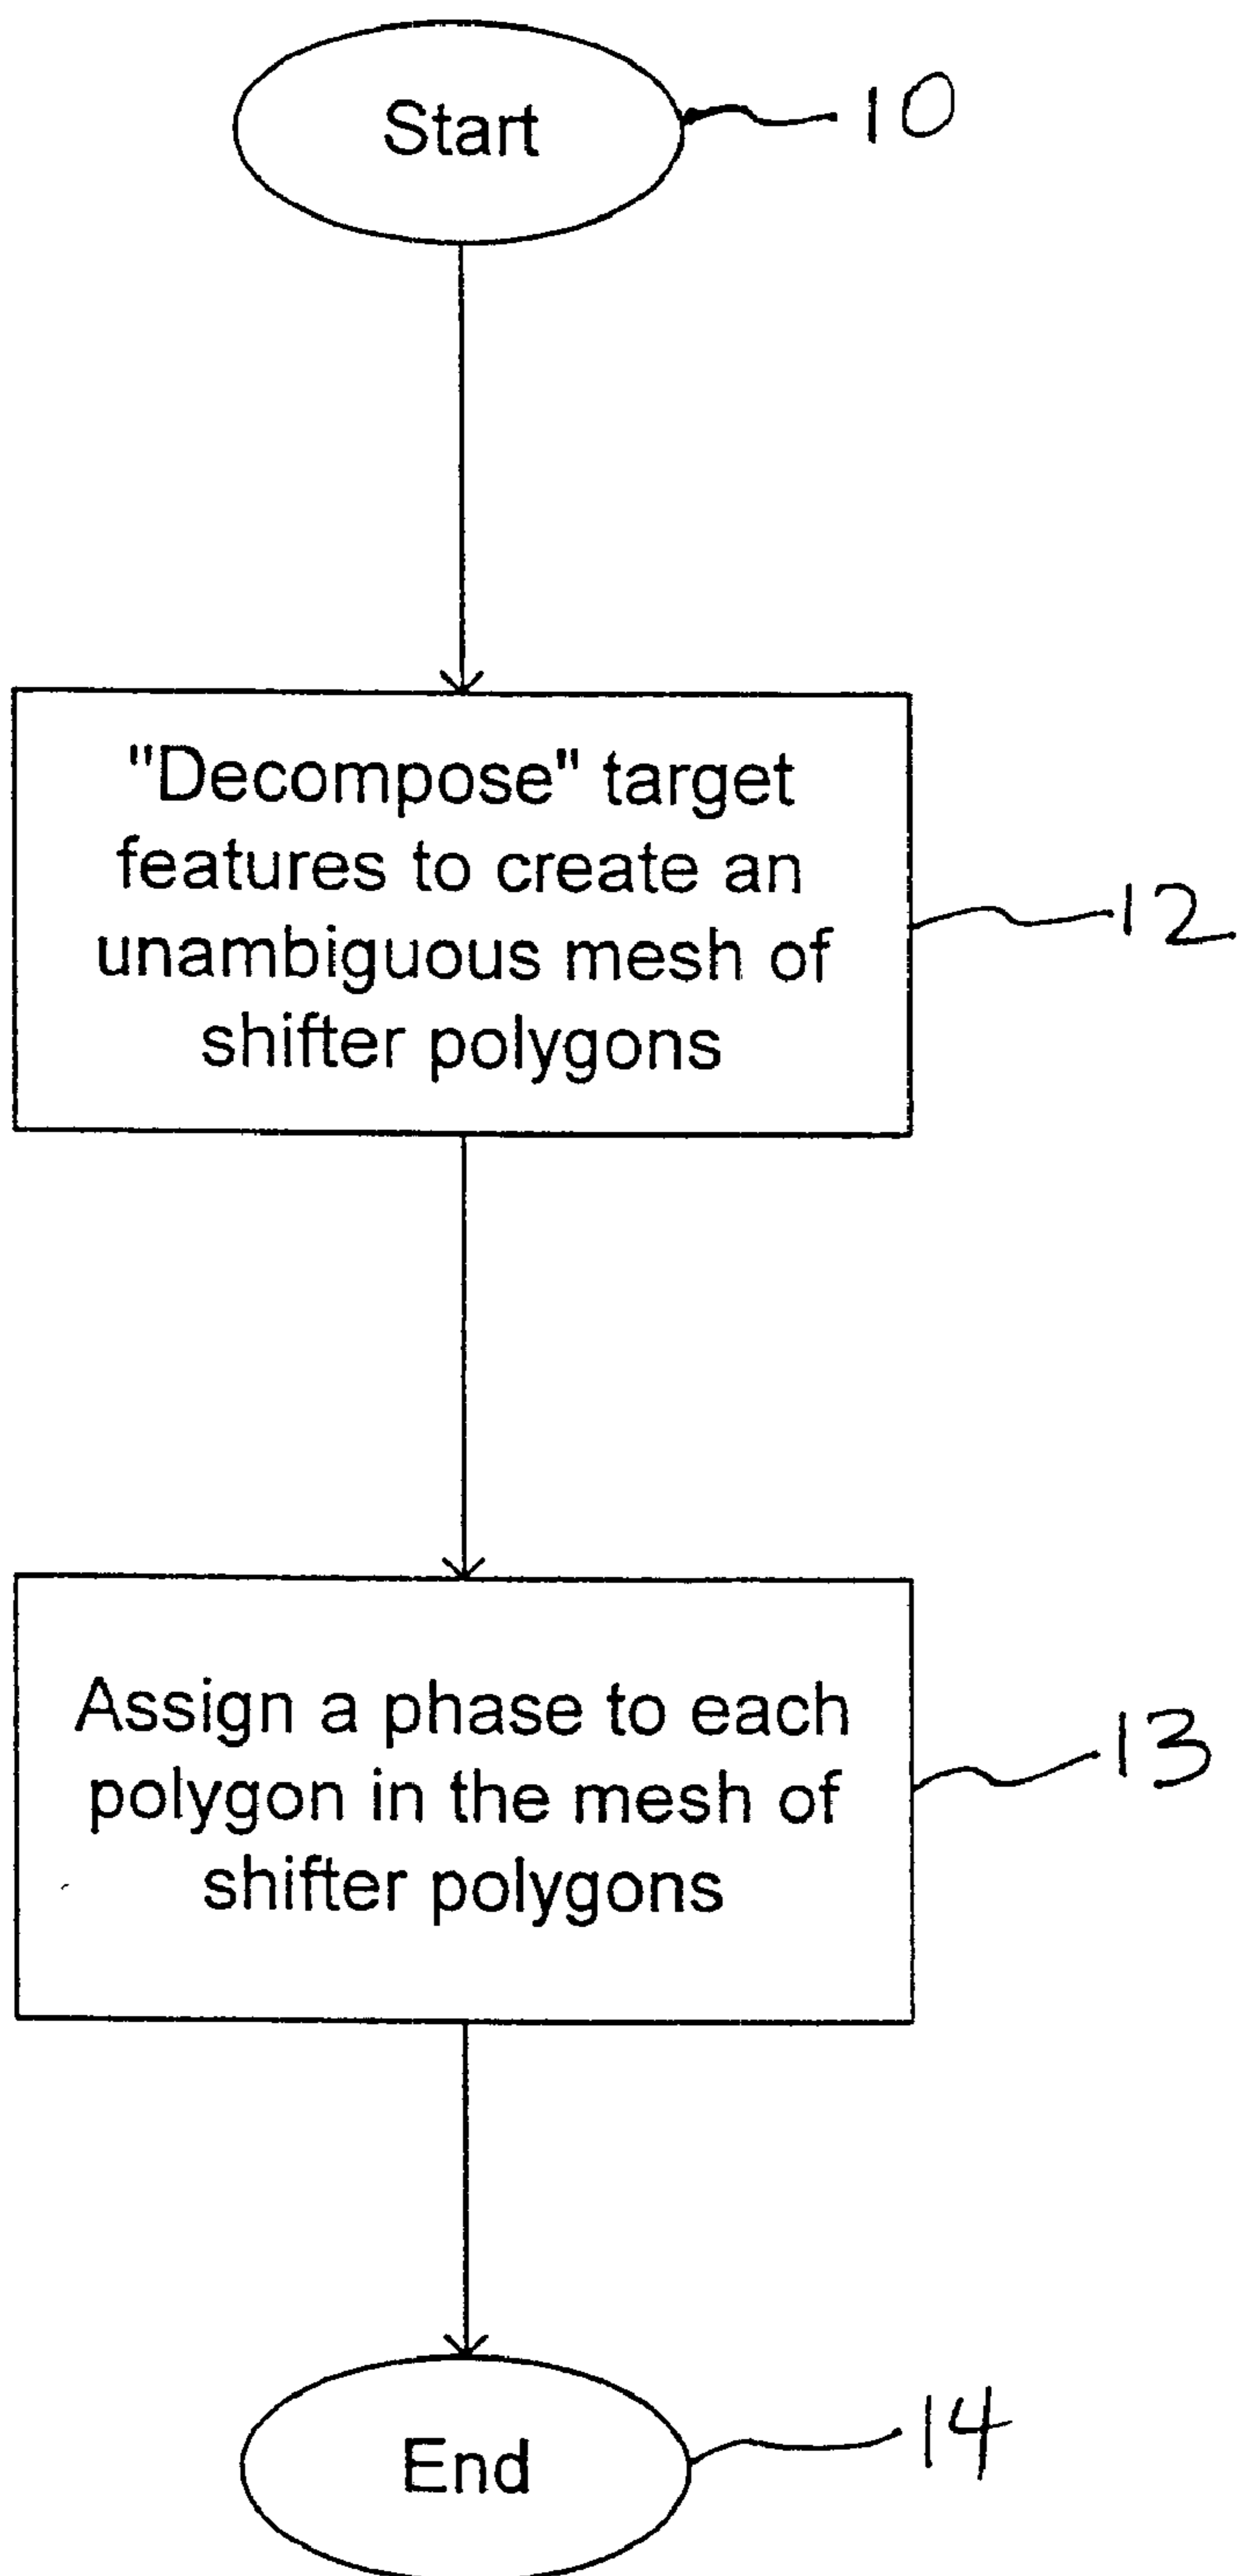 Start
10
"Decompose" target
features to create an
unambiguous mesh of
shifter polygons
12
Assign a phase to each
polygon in the mesh of
shifter polygons
13
End
14